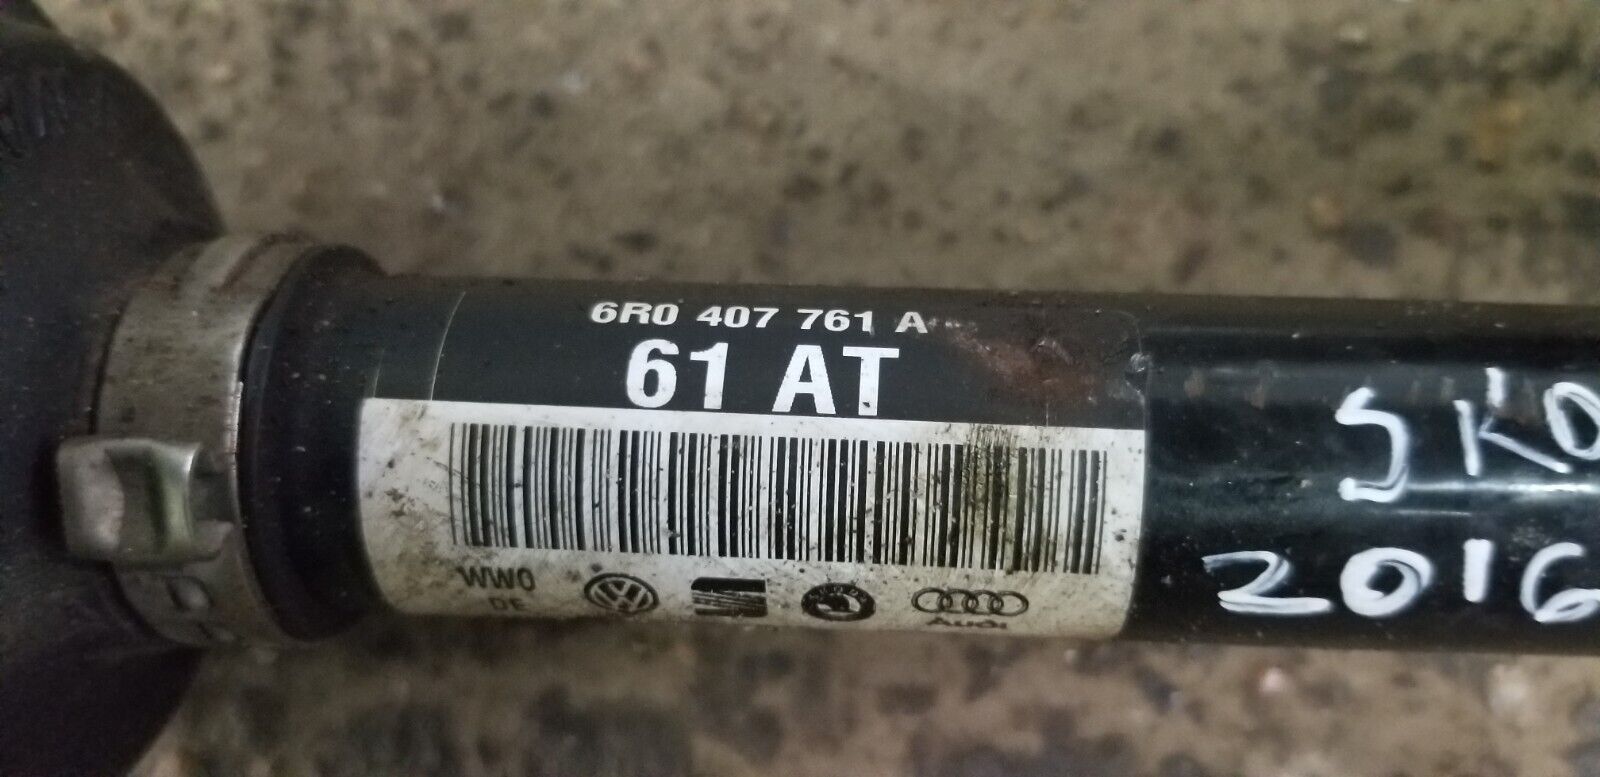 6R0 407 761 A
61 AT
WW0
DE
Audi
SKO
2016